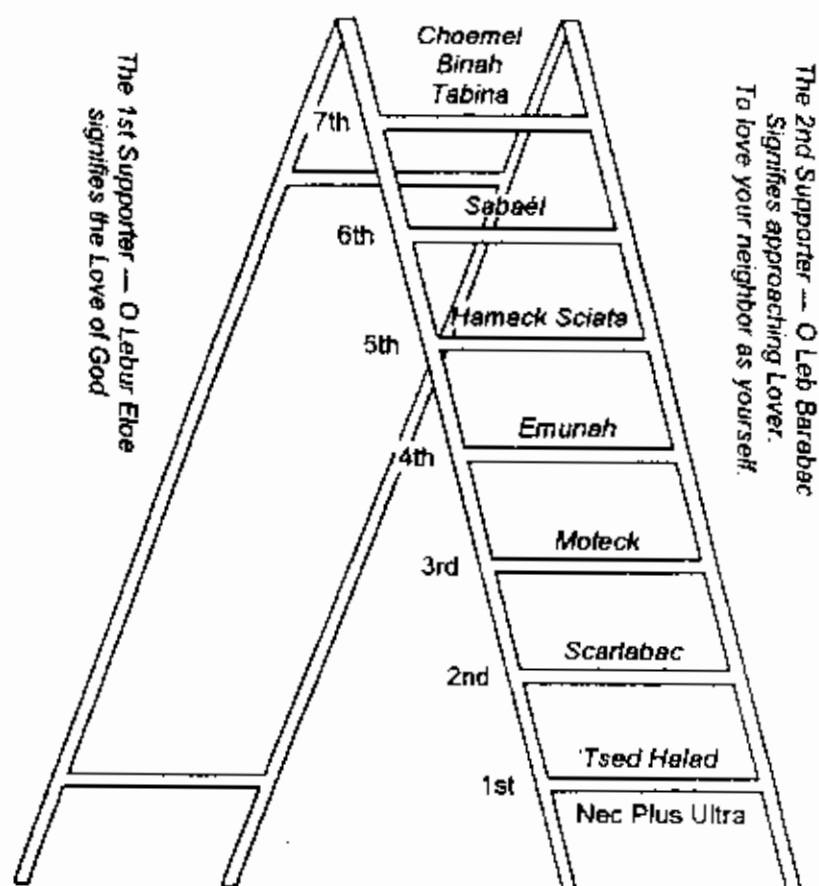 Choemel
Binah
Tabina
7th
Sabaél
6th
Hamack Sciata
5th
Emunah
4th
Moteck
3rd
Scarlabac
2nd
Tsed Halad
1st
Nec Plus Ultra
The 1st Supporter — O Lebur Eloe
signifies the Love of God
The 2nd Supporter — O Leb Barabac
Signifies approaching Lover.
To love your neighbor as yourself.